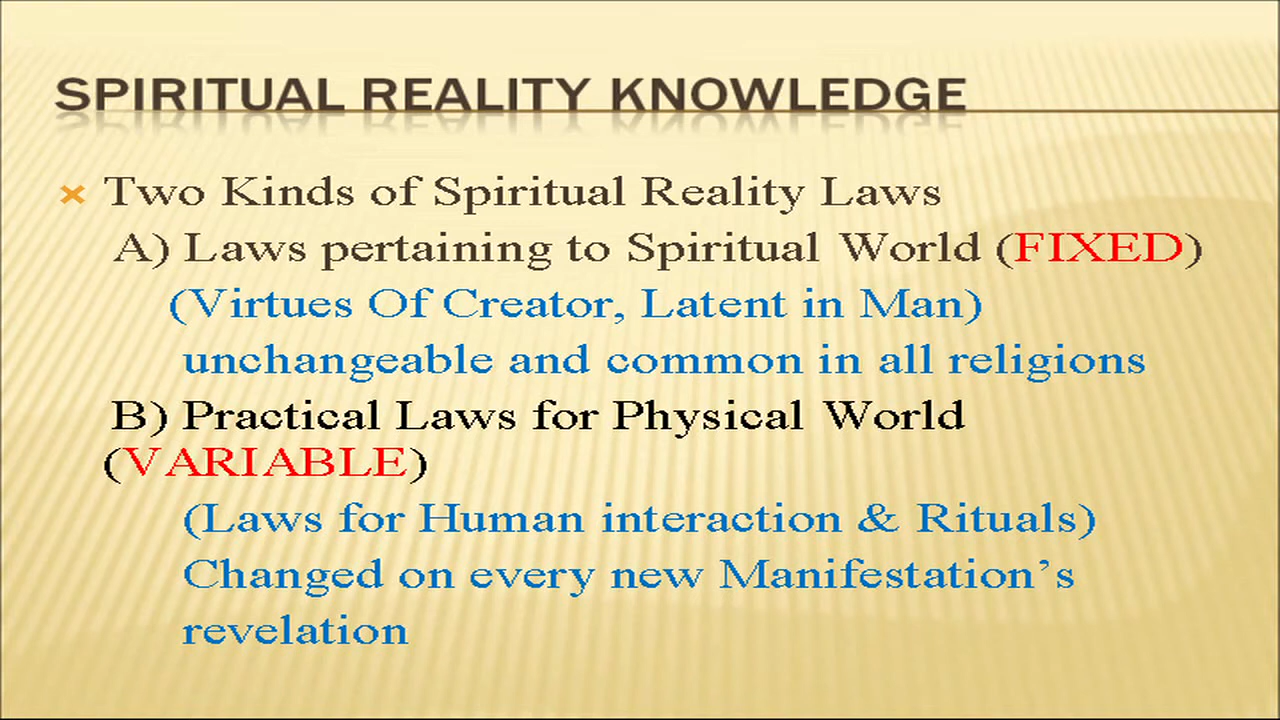 SPIRITUAL REALITY KNOWLEDGE
Two Kinds of Spiritual Reality Laws
A) Laws pertaining to Spiritual World (FIXED)
(Virtues Of Creator, Latent in Man)
unchangeable and common in all religions
B) Practical Laws for Physical World
(VARIABLE)
(Laws for Human interaction & Rituals)
Changed on every new Manifestation’s
revelation